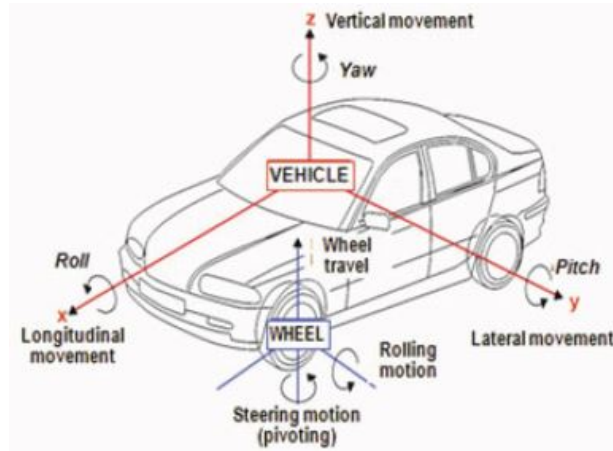 z Vertical movement
Yaw
VEHICLE
Wheel
travel
Roll
Pitch
x
y
Longitudinal
movement
WHEEL
Rolling
motion
Lateral movement
Steering motion
(pivoting)